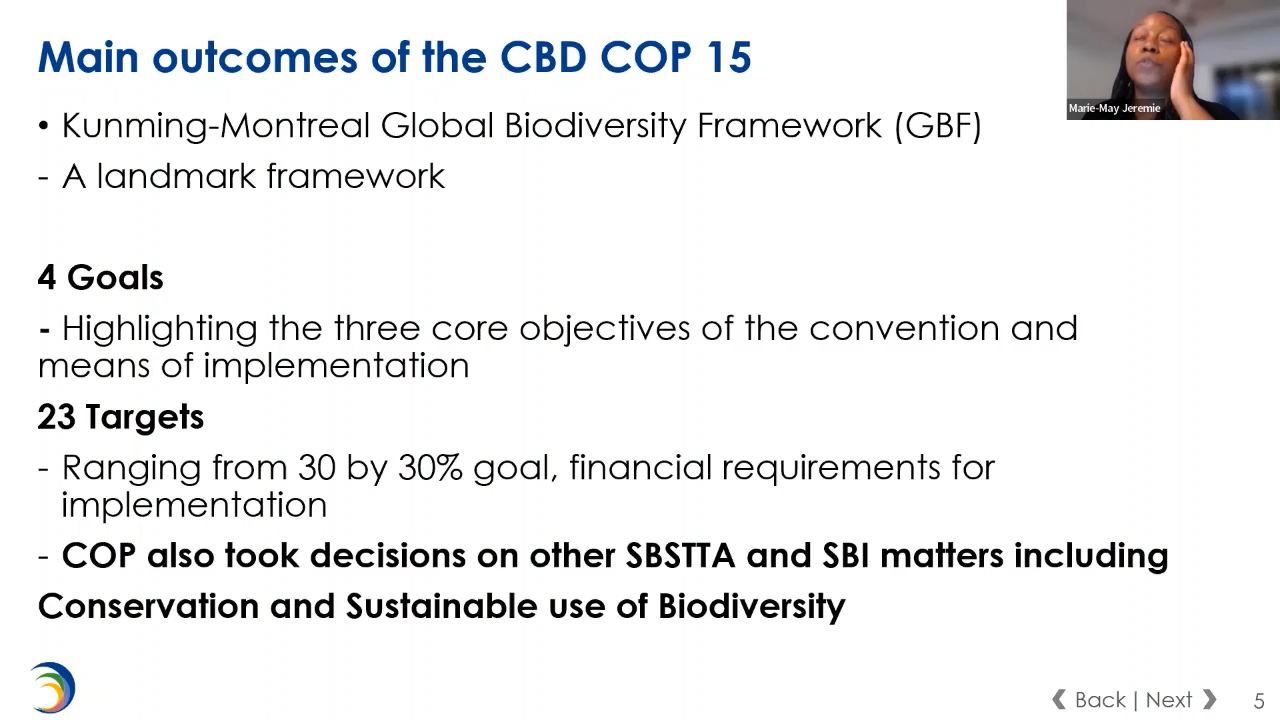 Main outcomes of the CBD COP 15
Marie-May Jeremie
• Kunming-Montreal Global Biodiversity Framework (GBF)
- A landmark framework
4 Goals
- Highlighting the three core objectives of the convention and
means of implementation
23 Targets
- Ranging from 30 by 30% goal, financial requirements for
implementation
- COP also took decisions on other SBSTTA and SBI matters including
Conservation and Sustainable use of Biodiversity
❮ Back | Next ❯ 5